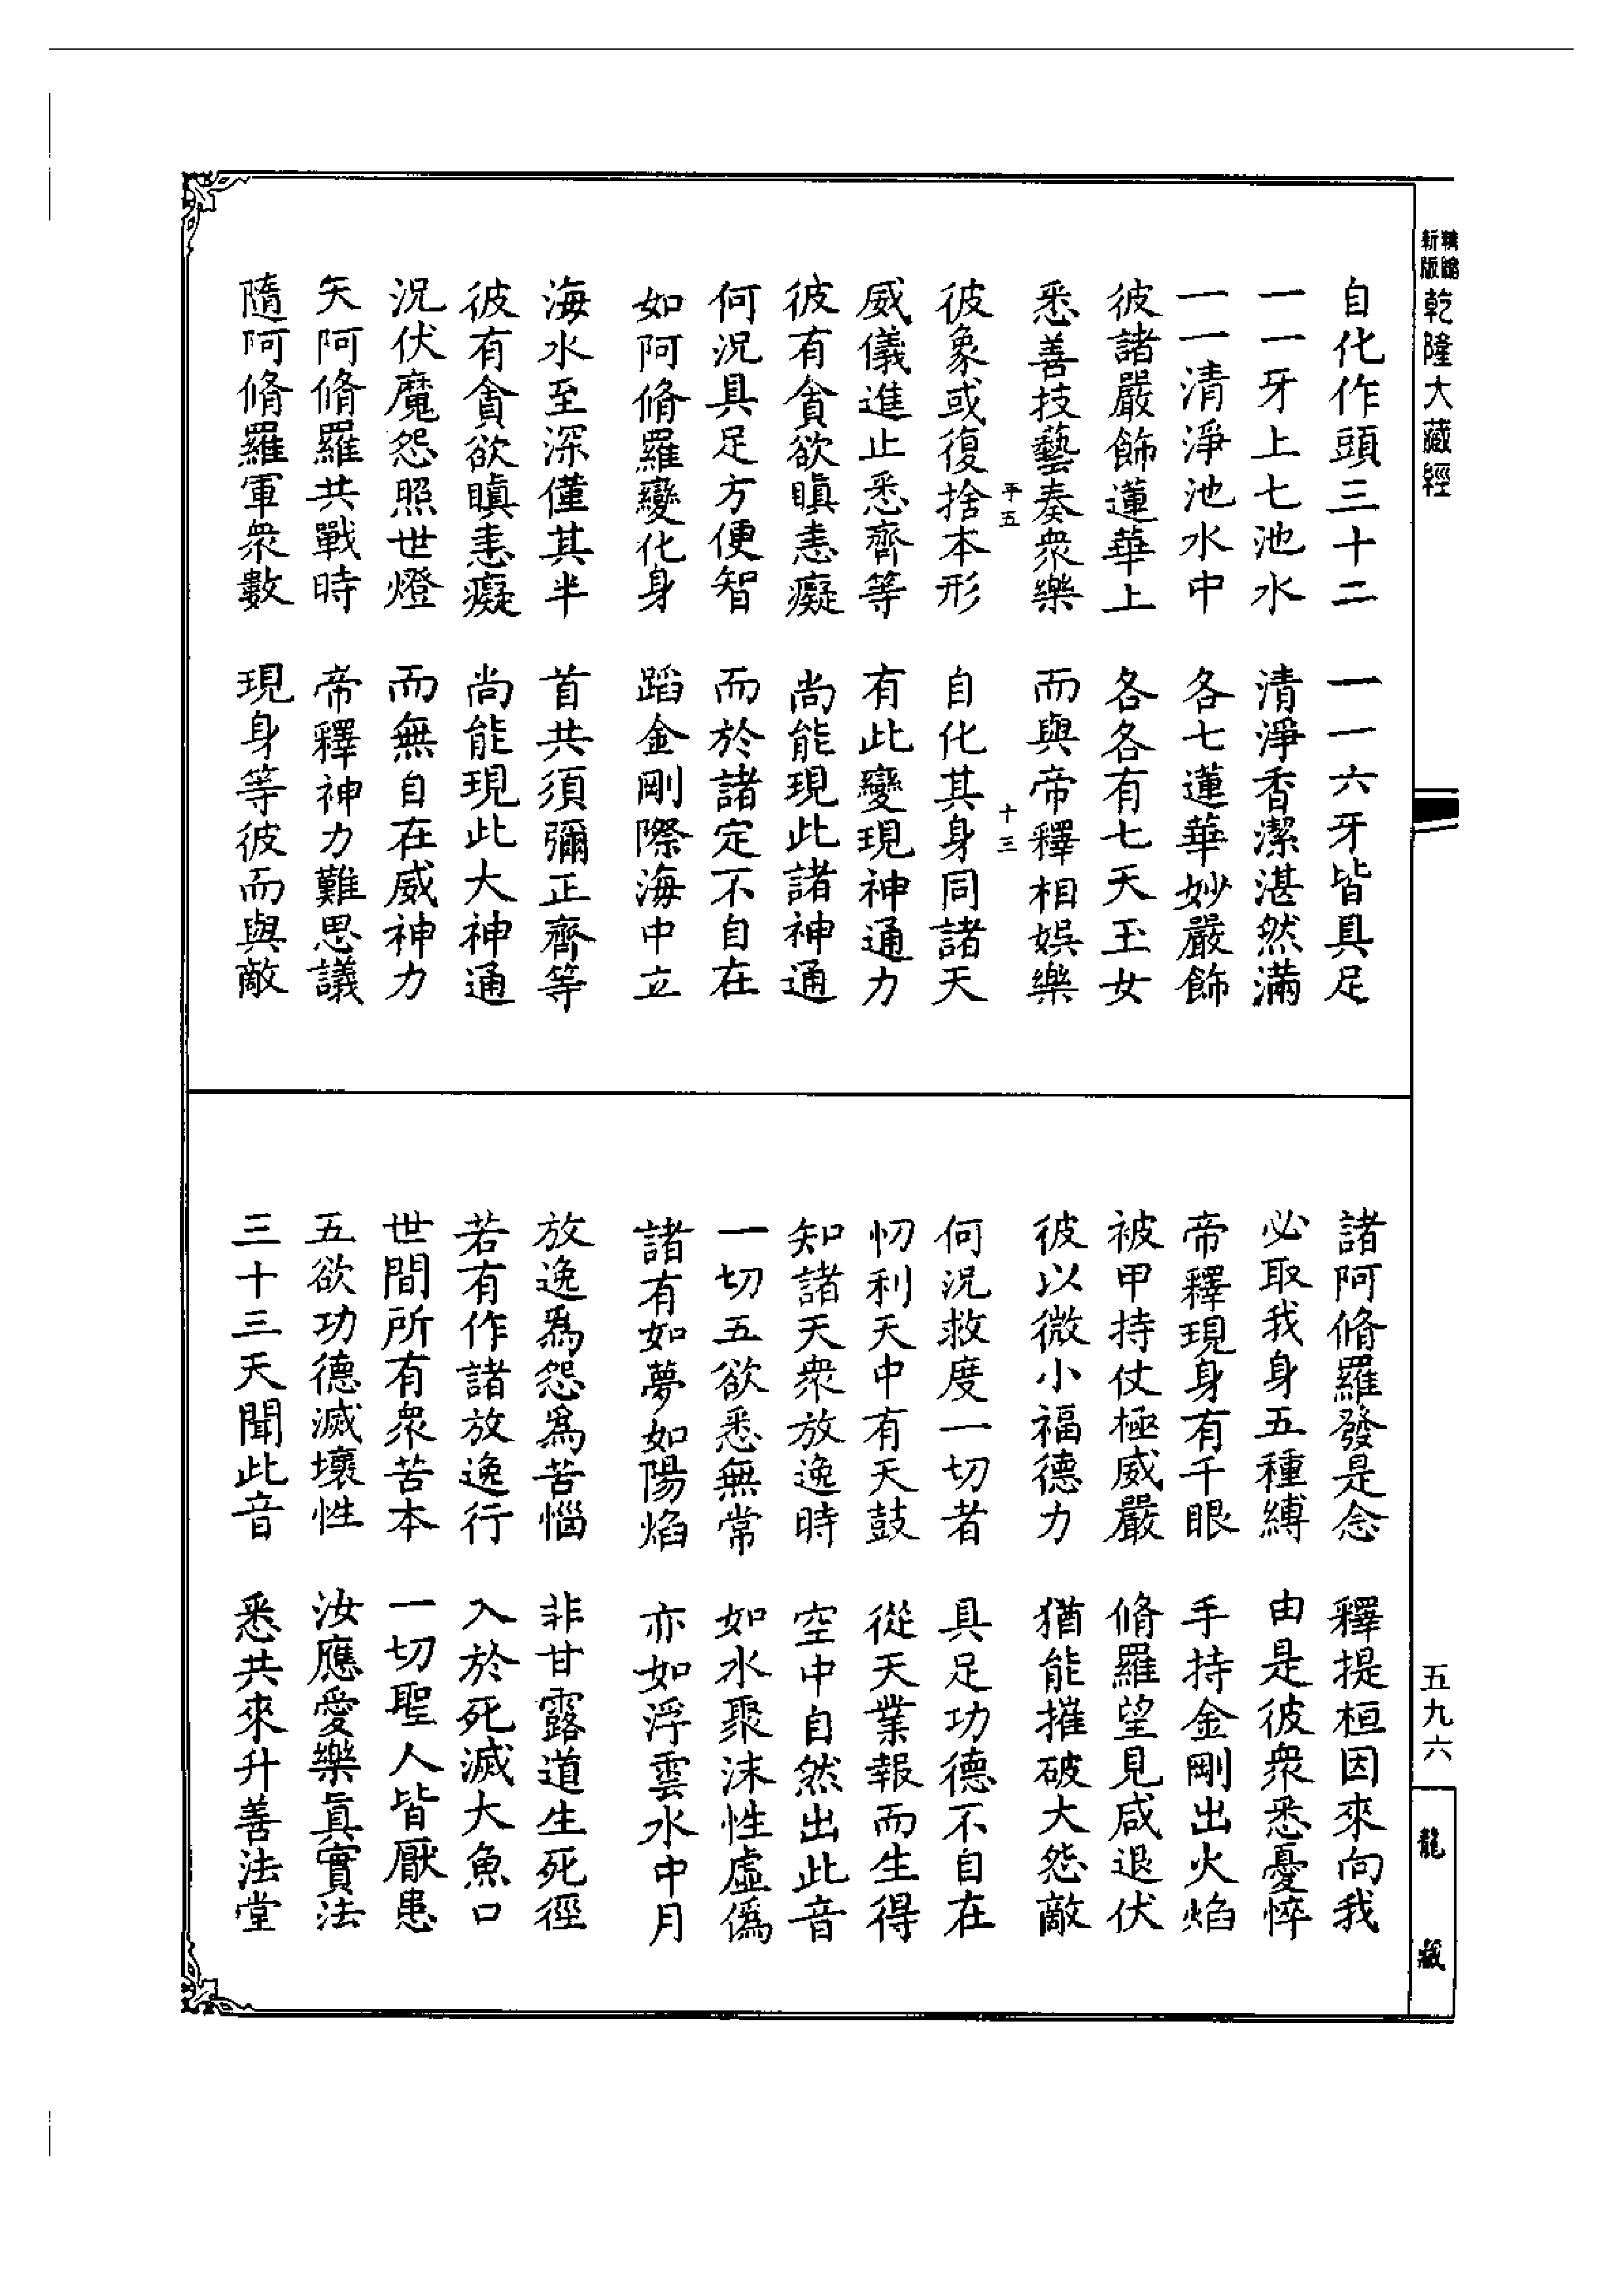 新版
乾隆大藏經
自化作頭三十二　一一六牙皆具足
一一牙上七池水　清淨香潔湛然滿
一一清淨池水中　各七蓮華妙嚴飾
彼諸嚴飾蓮華上　各各有七天玉女
悉善技藝奏衆樂　而與帝釋相娛樂
平五　十三
彼象或復捨本形　自化其身同諸天
威儀進止悉齊等　有此變現神通力
彼有貪欲瞋恚癡　尚能現此諸神通
何況具足方便智　而於諸定不自在
如阿脩羅變化身　蹈金剛際海中立
海水至深僅其半　首共須彌正齊等
彼有貪欲瞋恚癡　尚能現此大神通
況伏魔怨照世燈　而無自在威神力
天阿脩羅共戰時　帝釋神力難思議
隨阿脩羅軍衆數　現身等彼而與敵
諸阿脩羅發是念　釋提桓因來向我
必取我身五種縛　由是彼衆悉憂悴
帝釋現身有千眼　手持金剛出火焰
被甲持仗極威嚴　脩羅望見咸退伏
彼以微小福德力　猶能摧破大怨敵
何況救度一切者　具足功德不自在
忉利天中有天鼓　從天業報而生得
知諸天衆放逸時　空中自然出此音
一切五欲悉無常　如水聚沫性虛僞
諸有如夢如陽焰　亦如浮雲水中月
放逸爲怨爲苦惱　非甘露道生死徑
若有作諸放逸行　入於死滅大魚口
世間所有衆苦本　一切聖人皆厭患
五欲功德滅壞性　汝應愛樂眞實法
三十三天聞此音　悉共來升善法堂
五九六
龍藏